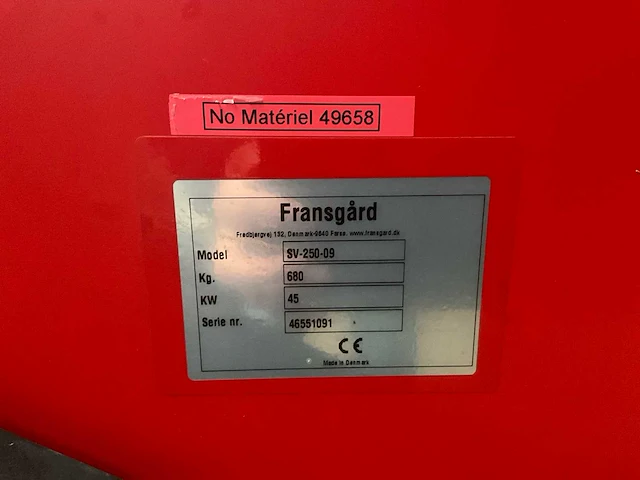 No Matériel 49658
Fransgård
Fredbjergvej 132, Denmark-9640 Farsø. www.fransgard.dk
Model SV-250-09
Kg. 680
KW 45
Serie nr. 46551091
CE
Made in Denmark